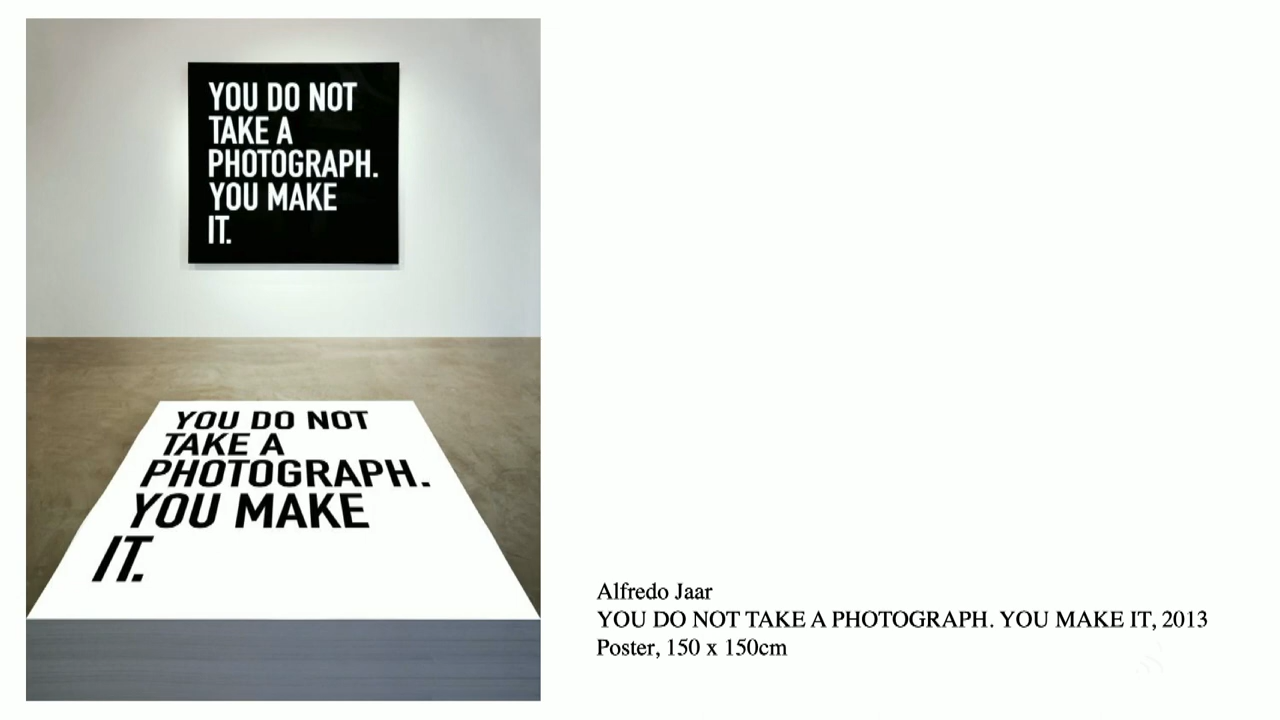 YOU DO NOT
TAKE A
PHOTOGRAPH.
YOU MAKE
IT.
YOU DO NOT
TAKE A
PHOTOGRAPH.
YOU MAKE
IT.
Alfredo Jaar
YOU DO NOT TAKE A PHOTOGRAPH. YOU MAKE IT, 2013
Poster, 150 x 150cm